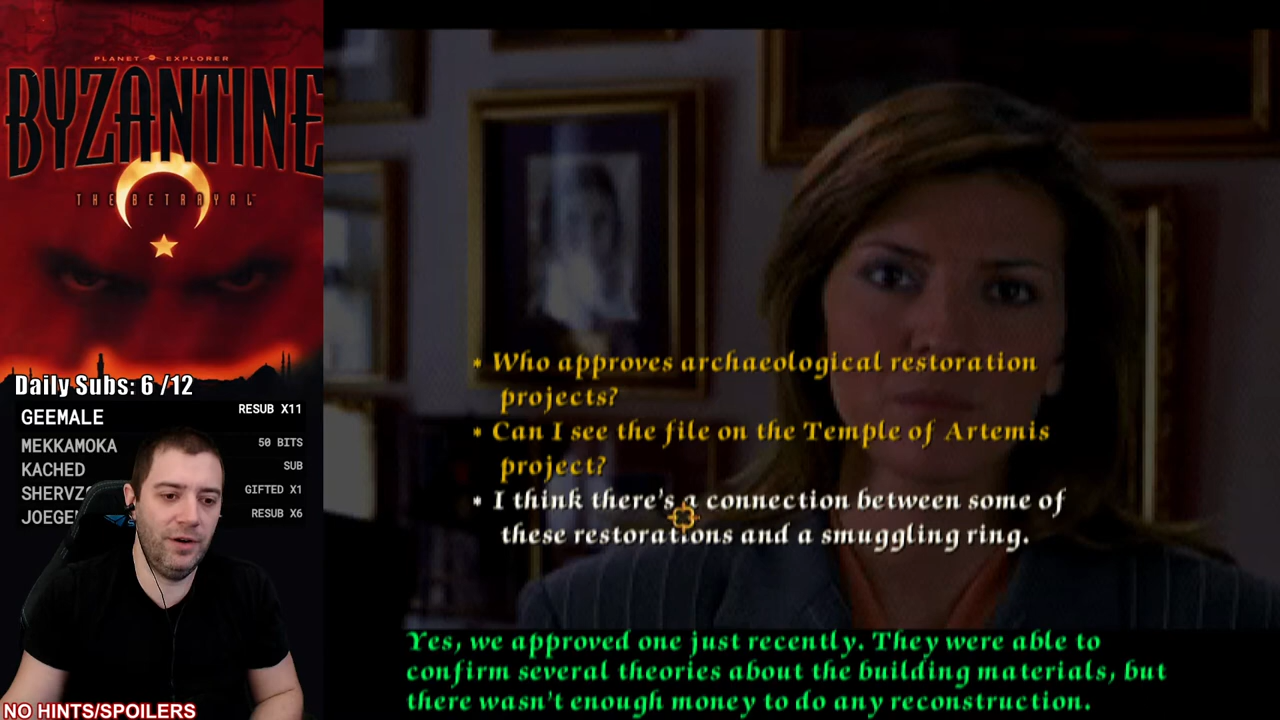 PLANET EXPLORER
BYZANTINE
THE BETRAYAL
Daily Subs: 6 /12
GEEMALE RESUB X11
MEKKAMOKA 50 BITS
KACHED SUB
GIFTED X1
RESUB X6
NO HINTS/SPOILERS
* Who approves archaeological restoration
projects?
* Can I see the file on the Temple of Artemis
project?
* I think there's a connection between some of
these restorations and a smuggling ring.
Yes, we approved one just recently. They were able to
confirm several theories about the building materials, but
there wasn't enough money to do any reconstruction.